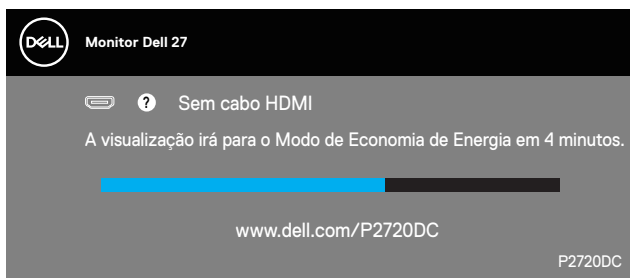 DELL
Monitor Dell 27
? Sem cabo HDMI
A visualização irá para o Modo de Economia de Energia em 4 minutos.
www.dell.com/P2720DC
P2720DC